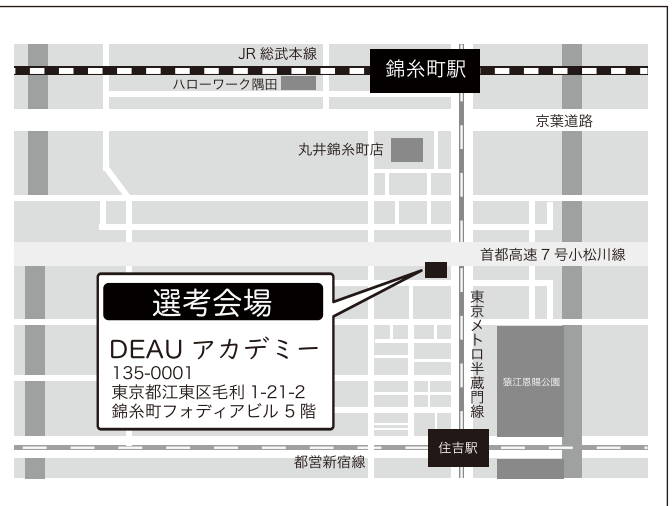 JR 総武本線
錦糸町駅
ハローワーク隅田
京葉道路
丸井錦糸町店
首都高速 7 号小松川線
選考会場
DEAU アカデミー
135-0001
東京都江東区毛利 1-21-2
錦糸町フォディアビル 5 階
東京メトロ半蔵門線
猿江恩賜公園
住吉駅
都営新宿線